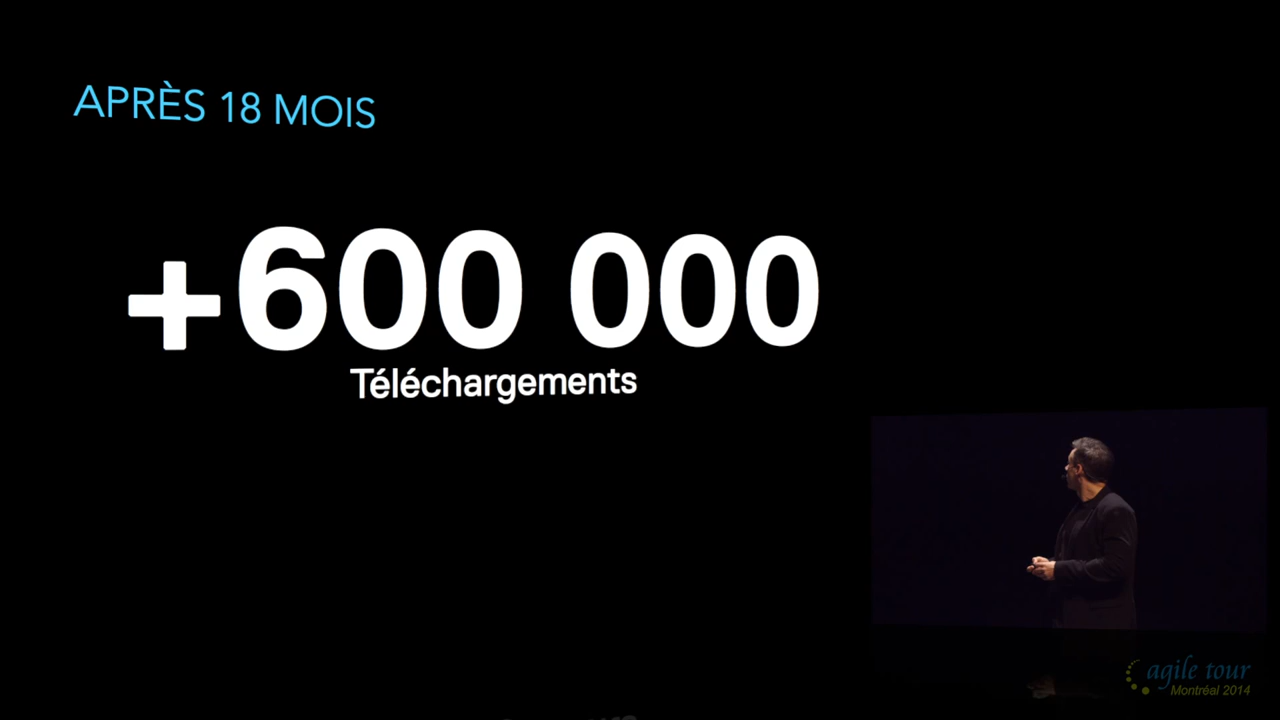 APRÈS 18 MOIS
+600 000
Téléchargements
agile tour
Montréal 2014